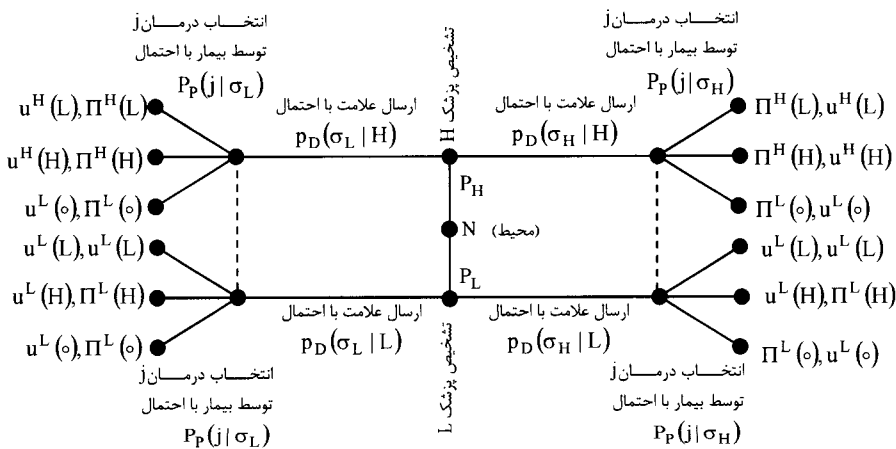 انتخاب درمان j
توسط بیمار با احتمال
P_P(j|σ_L)
انتخاب درمان j
توسط بیمار با احتمال
P_P(j|σ_H)
تشخیص پزشک H
ارسال علامت با احتمال
p_D(σ_L|H)
ارسال علامت با احتمال
p_D(σ_H|H)
u^H(L),Π^H(L)
u^H(H),Π^H(H)
u^L(∘),Π^L(∘)
u^L(L),u^L(L)
u^L(H),Π^L(H)
u^L(∘),Π^L(∘)
Π^H(L),u^H(L)
Π^H(H),u^H(H)
Π^L(∘),u^L(∘)
u^L(L),u^L(L)
u^L(H),Π^L(H)
Π^L(∘),u^L(∘)
P_H
N (محیط)
P_L
ارسال علامت با احتمال
p_D(σ_L|L)
ارسال علامت با احتمال
p_D(σ_H|L)
تشخیص پزشک L
انتخاب درمان j
توسط بیمار با احتمال
P_P(j|σ_L)
انتخاب درمان j
توسط بیمار با احتمال
P_P(j|σ_H)